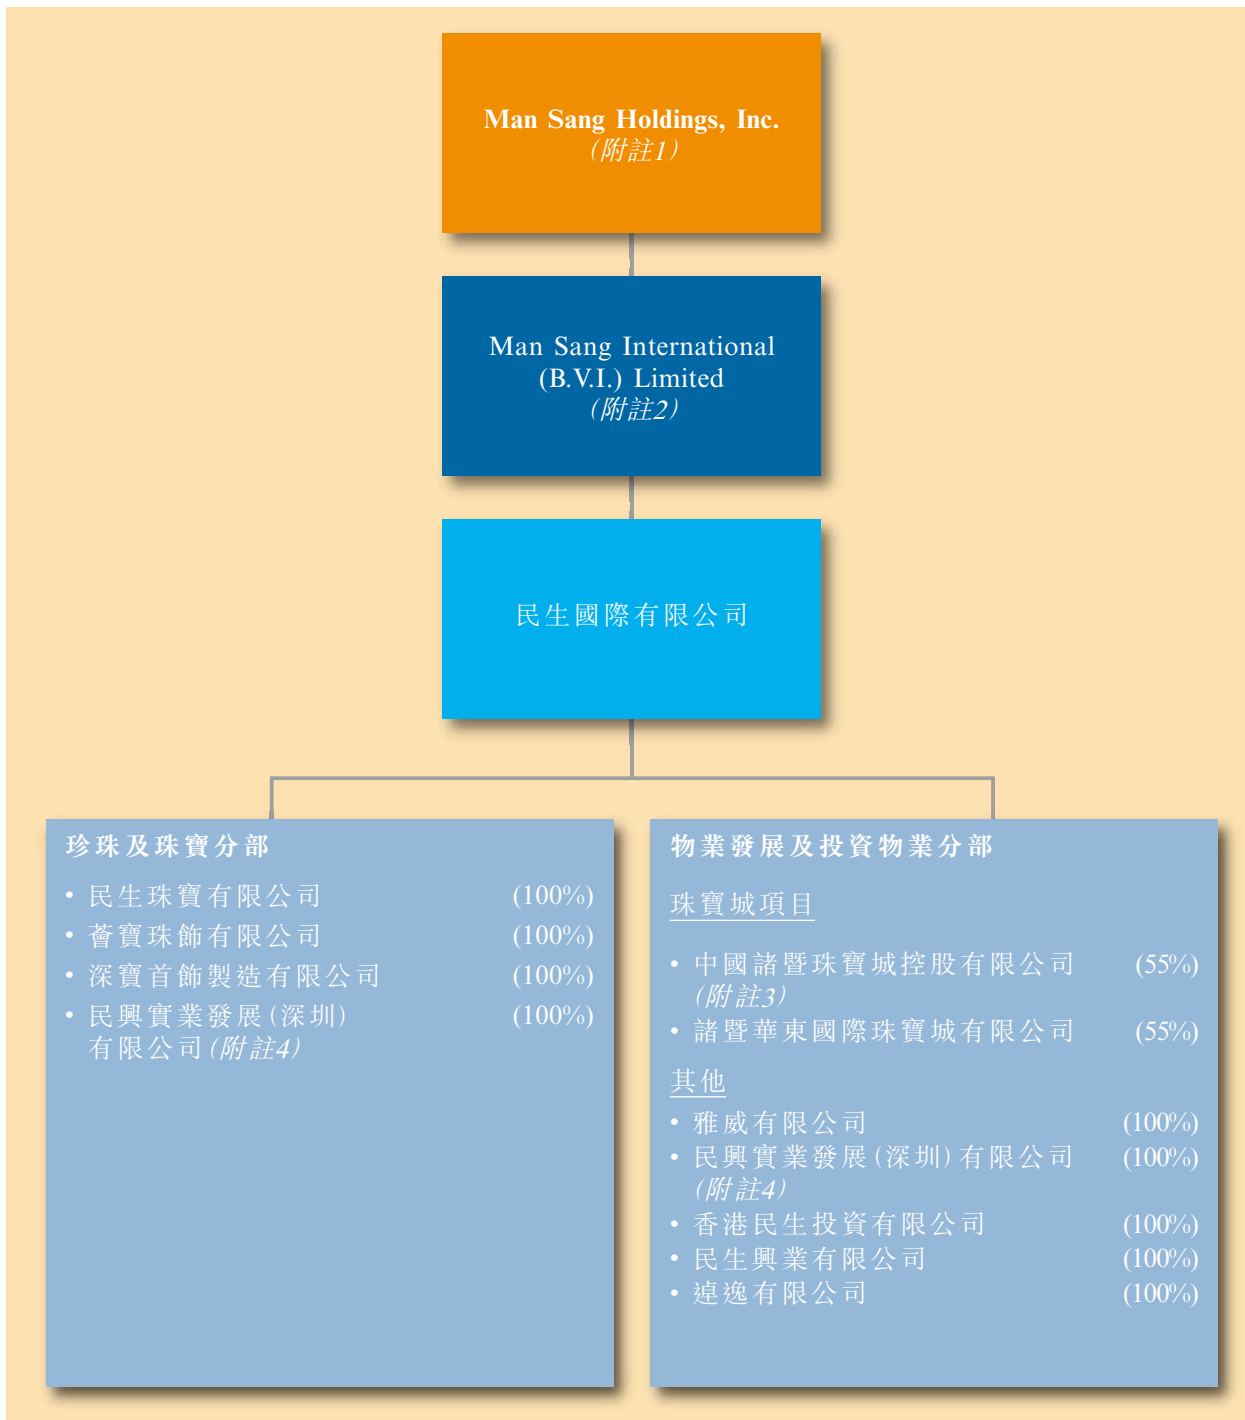 Man Sang Holdings, Inc.
(附註1)
Man Sang International
(B.V.I.) Limited
(附註2)
民生國際有限公司
珍珠及珠寶分部
• 民生珠寶有限公司 (100%)
• 薈寶珠飾有限公司 (100%)
• 深寶首飾製造有限公司 (100%)
• 民興實業發展(深圳) (100%)
有限公司(附註4)
物業發展及投資物業分部
珠寶城項目
• 中國諸暨珠寶城控股有限公司 (55%)
(附註3)
• 諸暨華東國際珠寶城有限公司 (55%)
其他
• 雅威有限公司 (100%)
• 民興實業發展(深圳)有限公司 (100%)
(附註4)
• 香港民生投資有限公司 (100%)
• 民生興業有限公司 (100%)
• 逴逸有限公司 (100%)